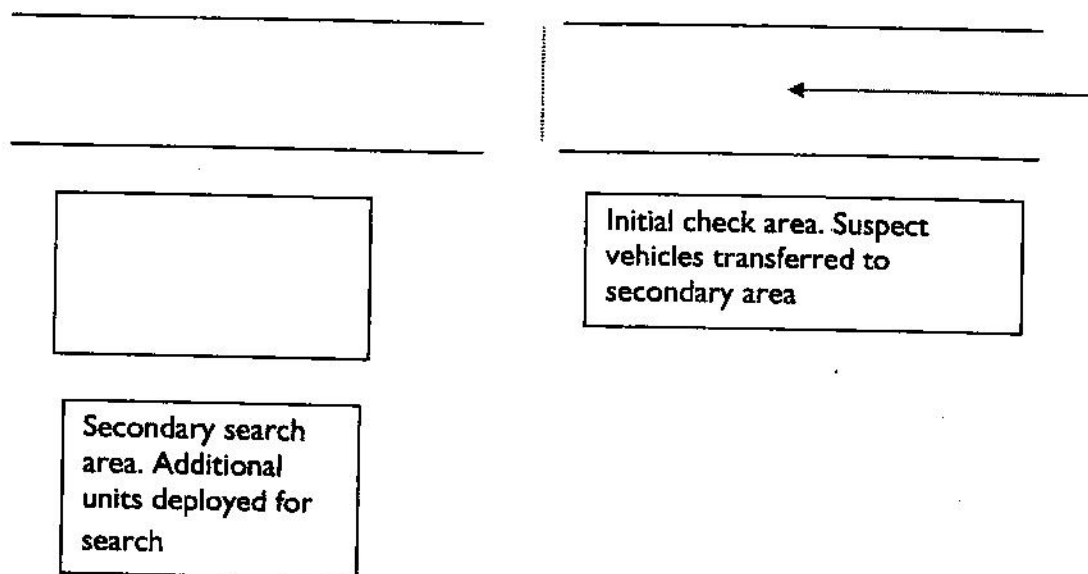 Initial check area. Suspect
vehicles transferred to
secondary area
Secondary search
area. Additional
units deployed for
search